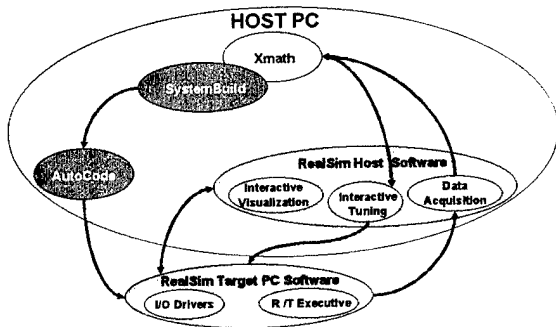 HOST PC
Xmath
SystemBuild
AutoCode
RealSim Host Software
Interactive
Visualization
Interactive
Tuning
Data
Acquisition
RealSim Target PC Software
I/O Drivers
R /T Executive